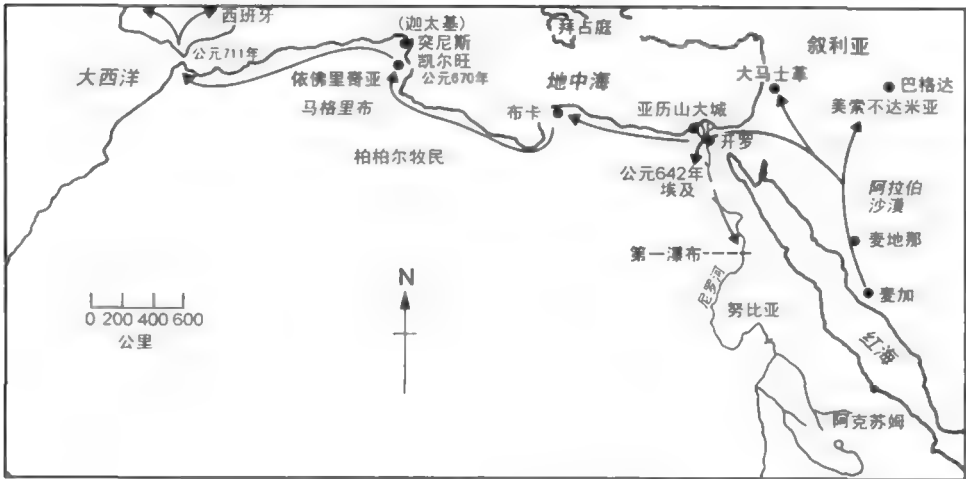 西班牙
(迦太基)
突尼斯
拜占庭
叙利亚
公元711年
凯尔旺
大西洋
依佛里哥亚
公元670年
地中海
大马士革
巴格达
马格里布
布卡
亚历山大城
美索不达米亚
柏柏尔牧民
开罗
公元642年
埃及
阿拉伯
沙漠
麦地那
第一瀑布
尼罗河
麦加
N
努比亚
0 200 400 600
公里
红海
阿克苏姆